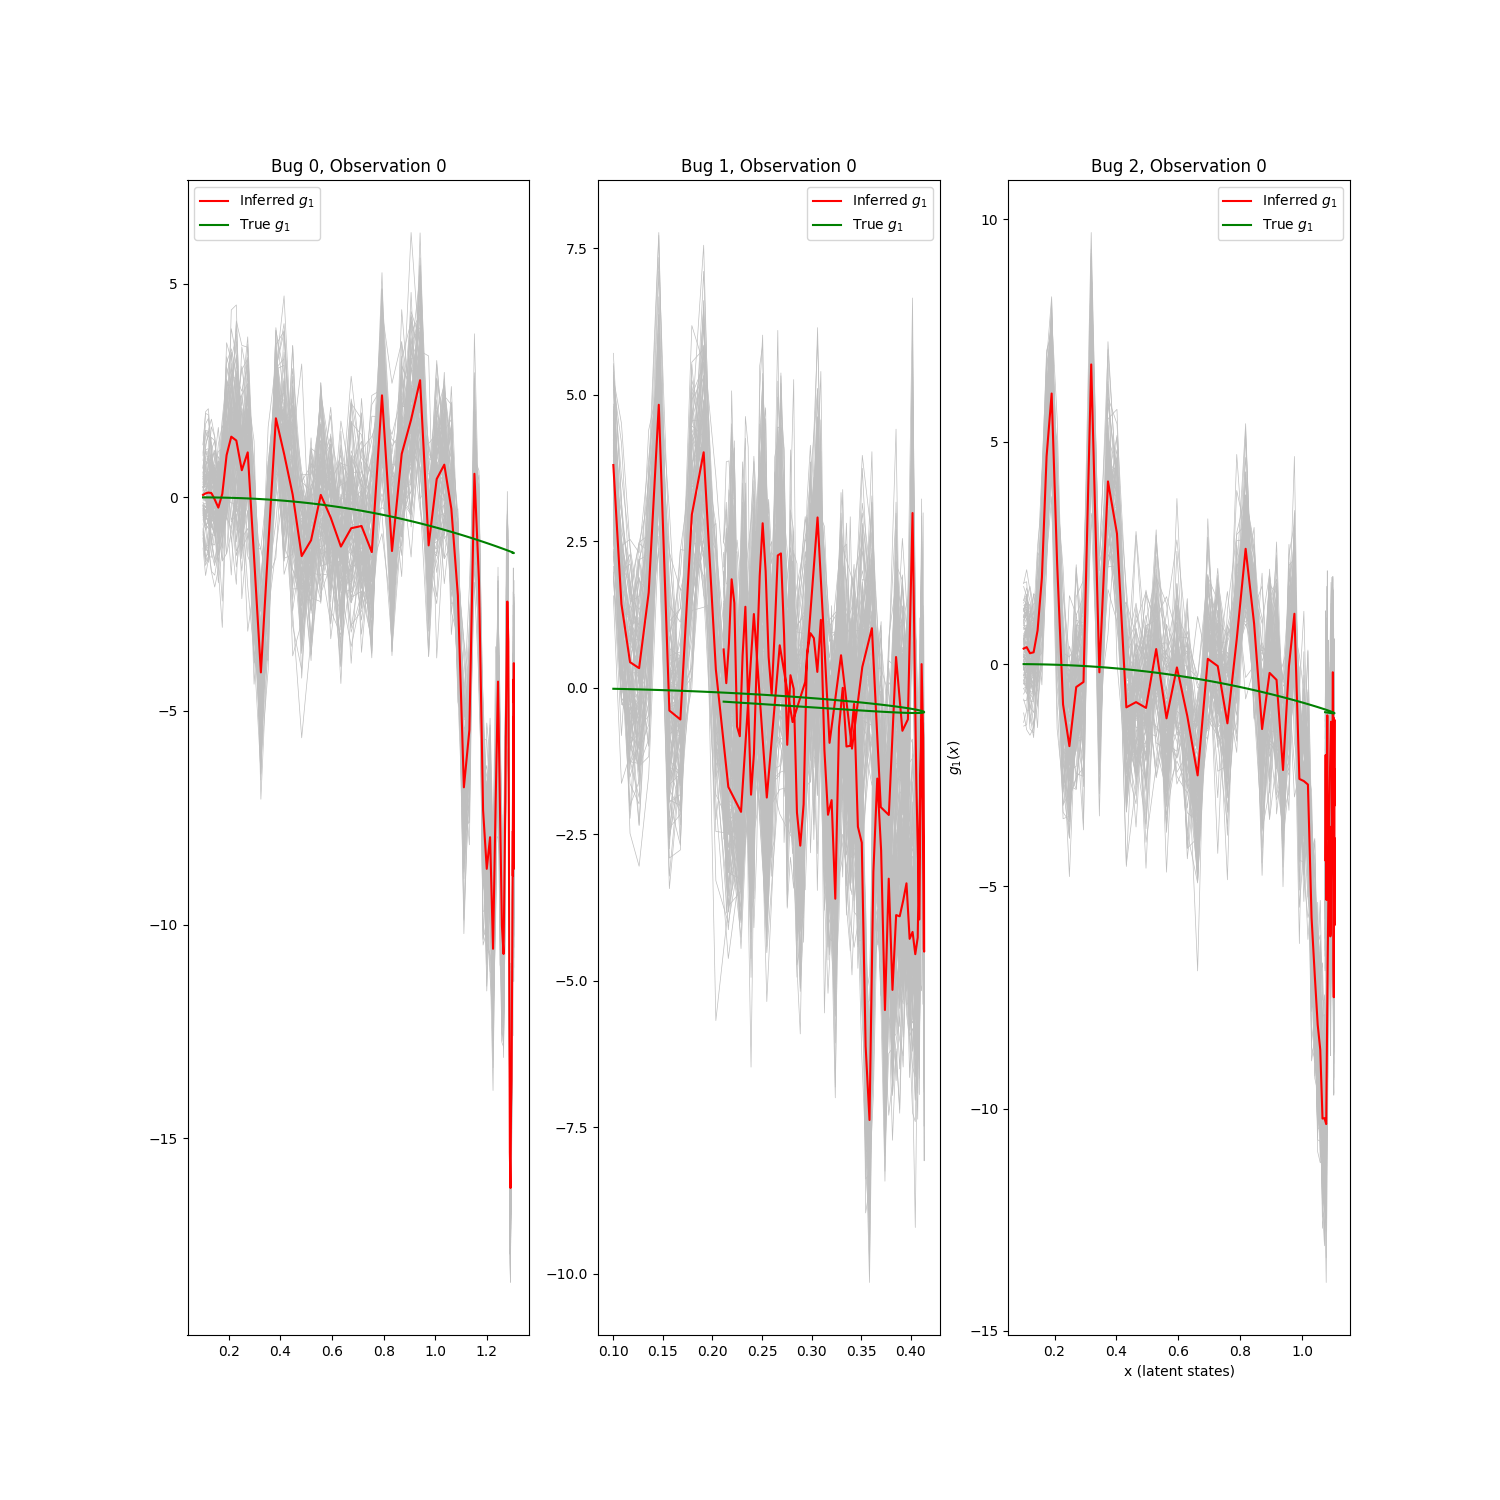 Bug 0, Observation 0
Inferred g₁
True g₁
5
0
−5
−10
−15
0.2 0.4 0.6 0.8 1.0 1.2
Bug 1, Observation 0
Inferred g₁
True g₁
7.5
5.0
2.5
0.0
−2.5
−5.0
−7.5
−10.0
0.10 0.15 0.20 0.25 0.30 0.35 0.40
Bug 2, Observation 0
Inferred g₁
True g₁
g₁(x)
10
5
0
−5
−10
−15
0.2 0.4 0.6 0.8 1.0
x (latent states)